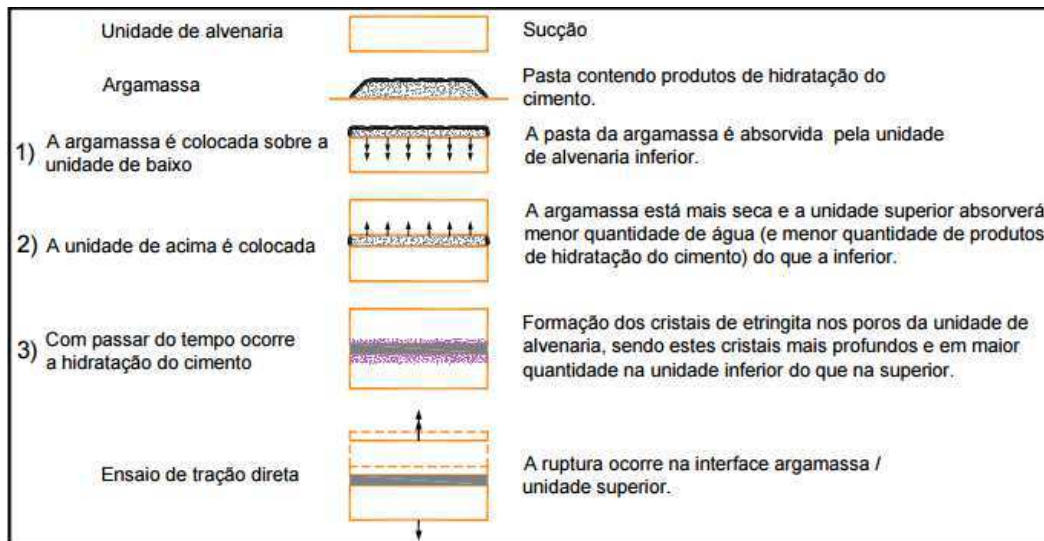 Unidade de alvenaria
Sucção
Argamassa
Pasta contendo produtos de hidratação do
cimento.
1) A argamassa é colocada sobre a
unidade de baixo
A pasta da argamassa é absorvida pela unidade
de alvenaria inferior.
2) A unidade de acima é colocada
A argamassa está mais seca e a unidade superior absorverá
menor quantidade de água (e menor quantidade de produtos
de hidratação do cimento) do que a inferior.
3) Com passar do tempo ocorre
a hidratação do cimento
Formação dos cristais de etringita nos poros da unidade de
alvenaria, sendo estes cristais mais profundos e em maior
quantidade na unidade inferior do que na superior.
Ensaio de tração direta
A ruptura ocorre na interface argamassa /
unidade superior.